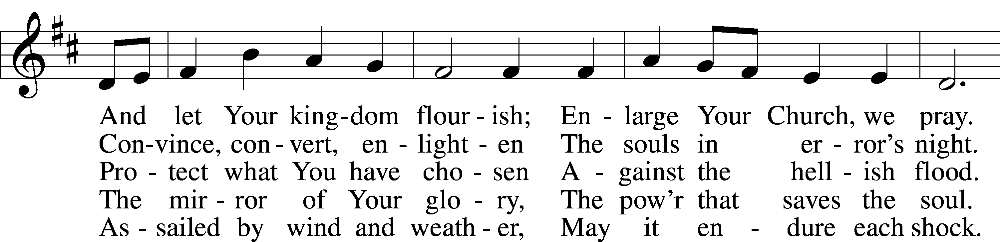 And let Your king-dom flour - ish; En - large Your Church, we pray.
Con-vince, con - vert, en - light - en The souls in er - ror's night.
Pro - tect what You have cho - sen A - gainst the hell - ish flood.
The mir - ror of Your glo - ry, The pow'r that saves the soul.
As - sailed by wind and weath - er, May it en - dure each shock.